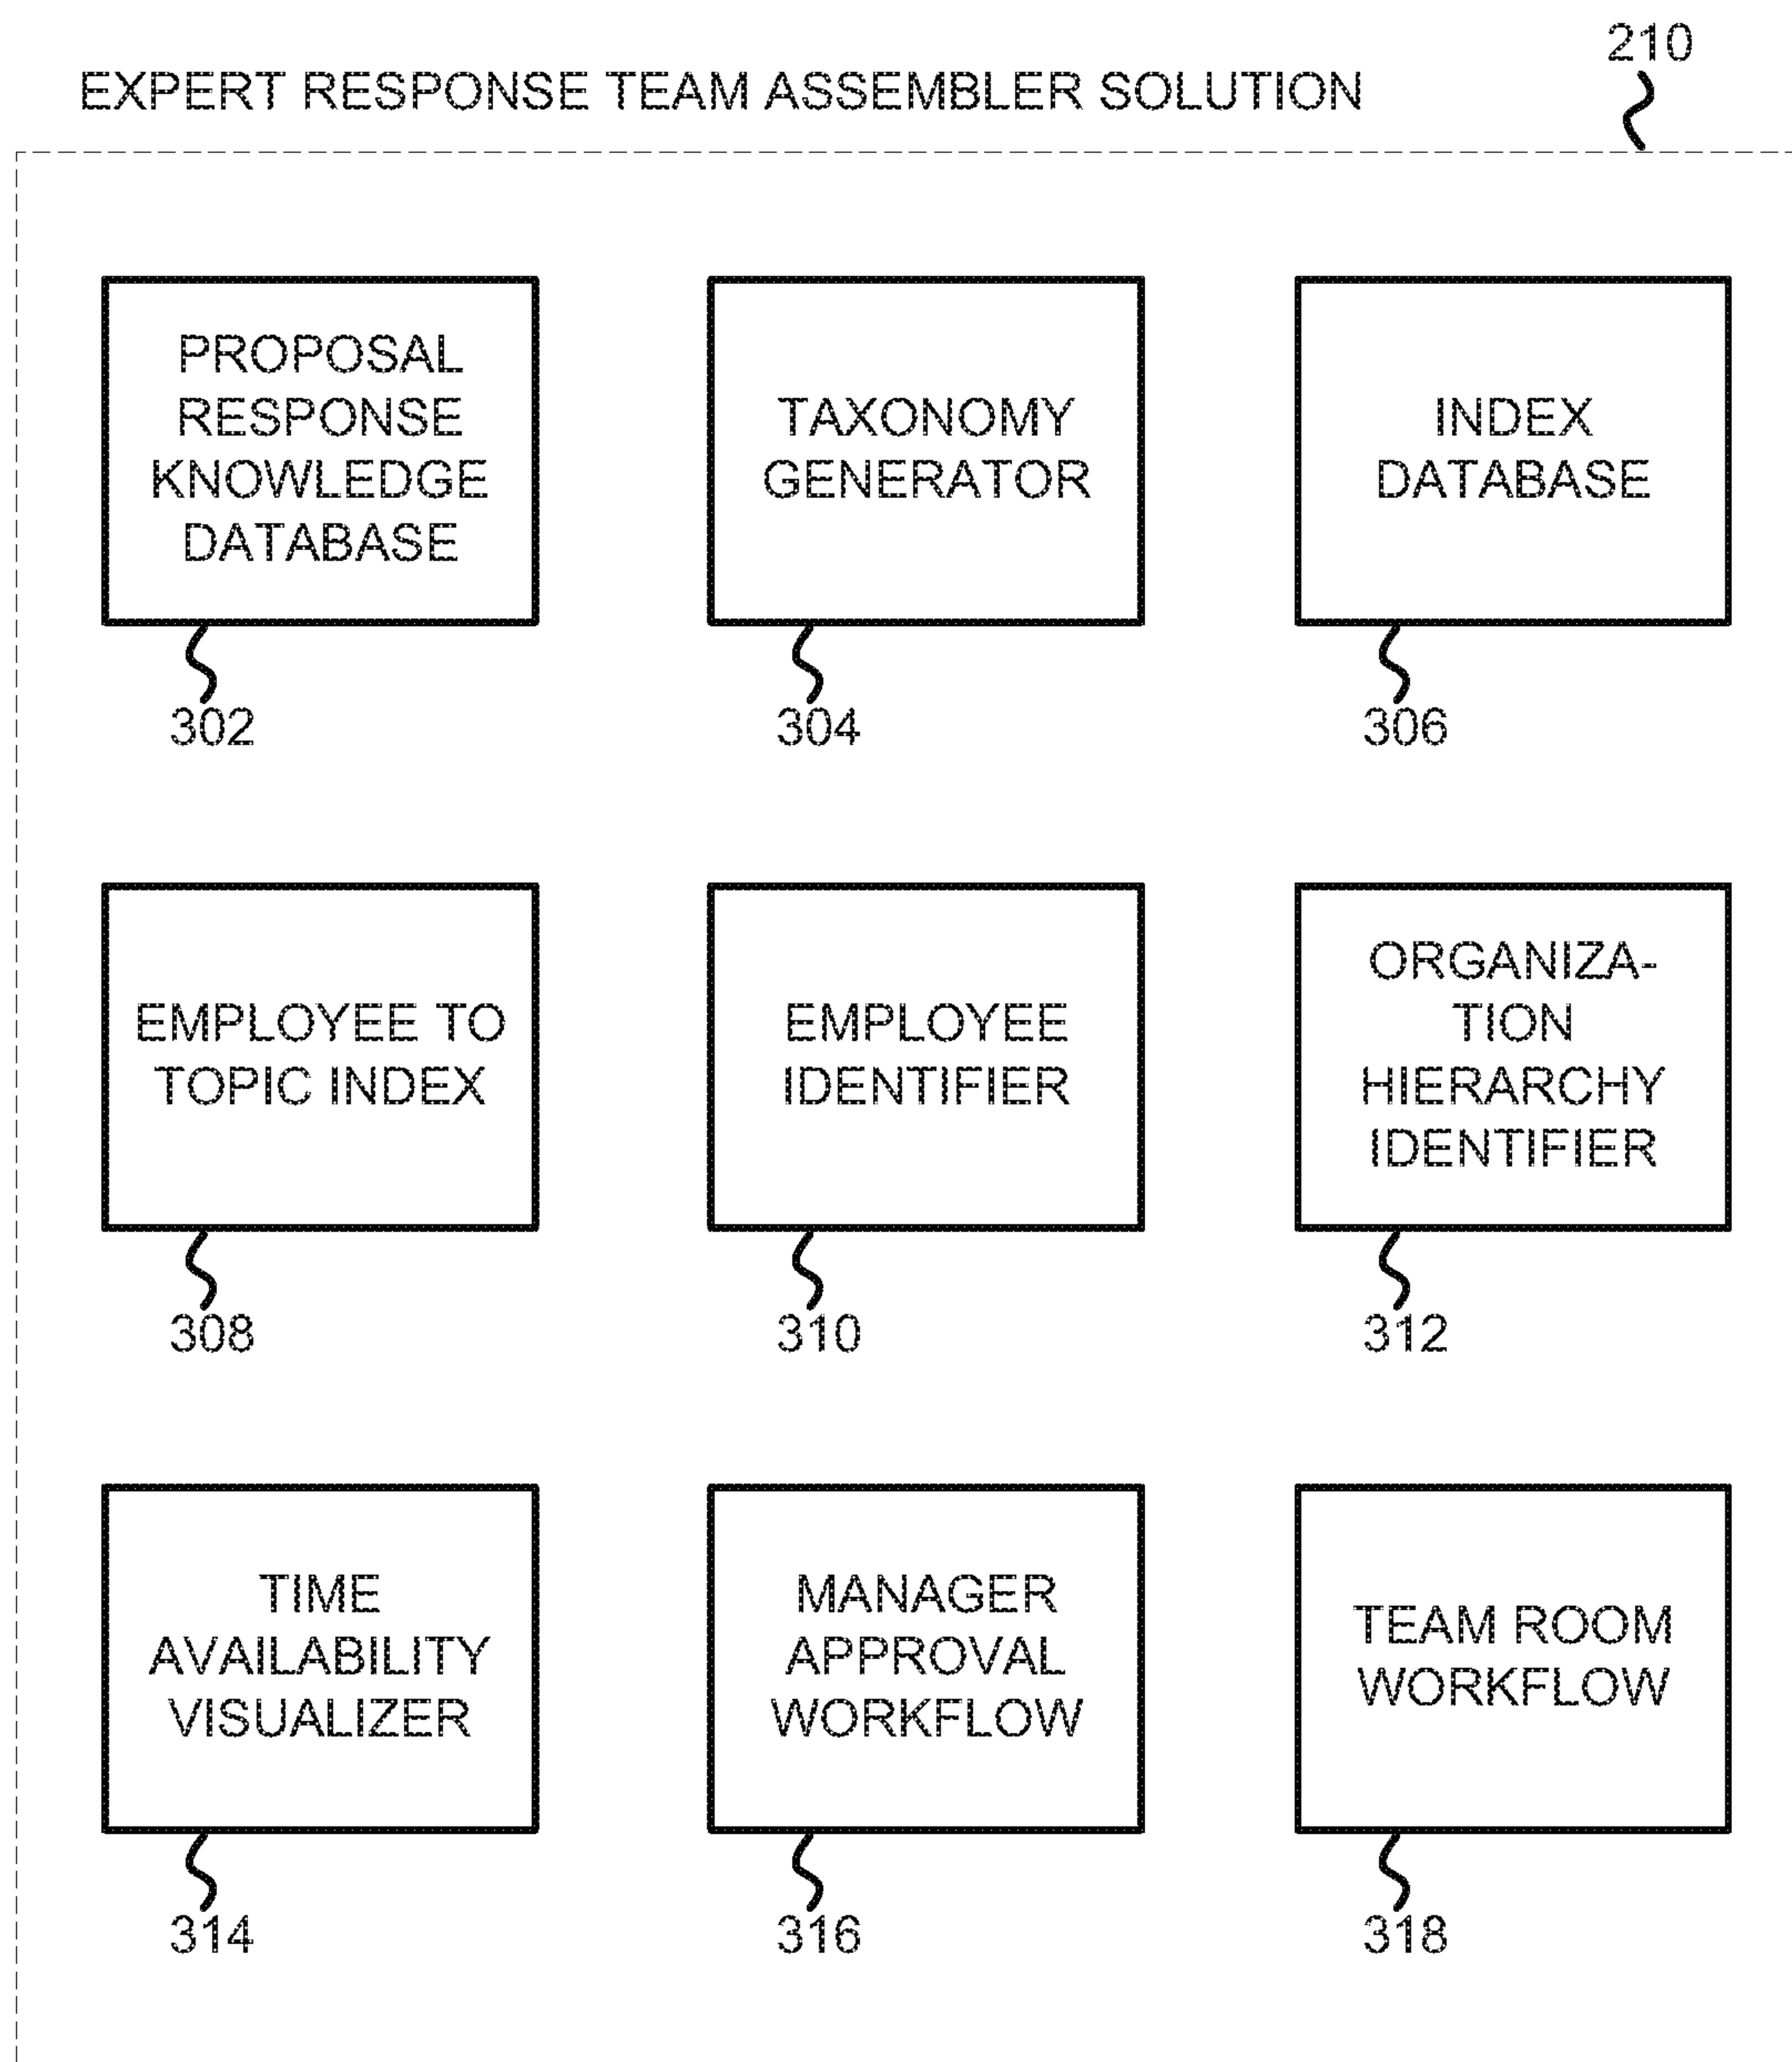 210
EXPERT RESPONSE TEAM ASSEMBLER SOLUTION
PROPOSAL
RESPONSE
KNOWLEDGE
DATABASE
302
TAXONOMY
GENERATOR
304
INDEX
DATABASE
306
EMPLOYEE TO
TOPIC INDEX
308
EMPLOYEE
IDENTIFIER
310
ORGANIZA-
TION
HIERARCHY
IDENTIFIER
312
TIME
AVAILABILITY
VISUALIZER
314
MANAGER
APPROVAL
WORKFLOW
316
TEAM ROOM
WORKFLOW
318